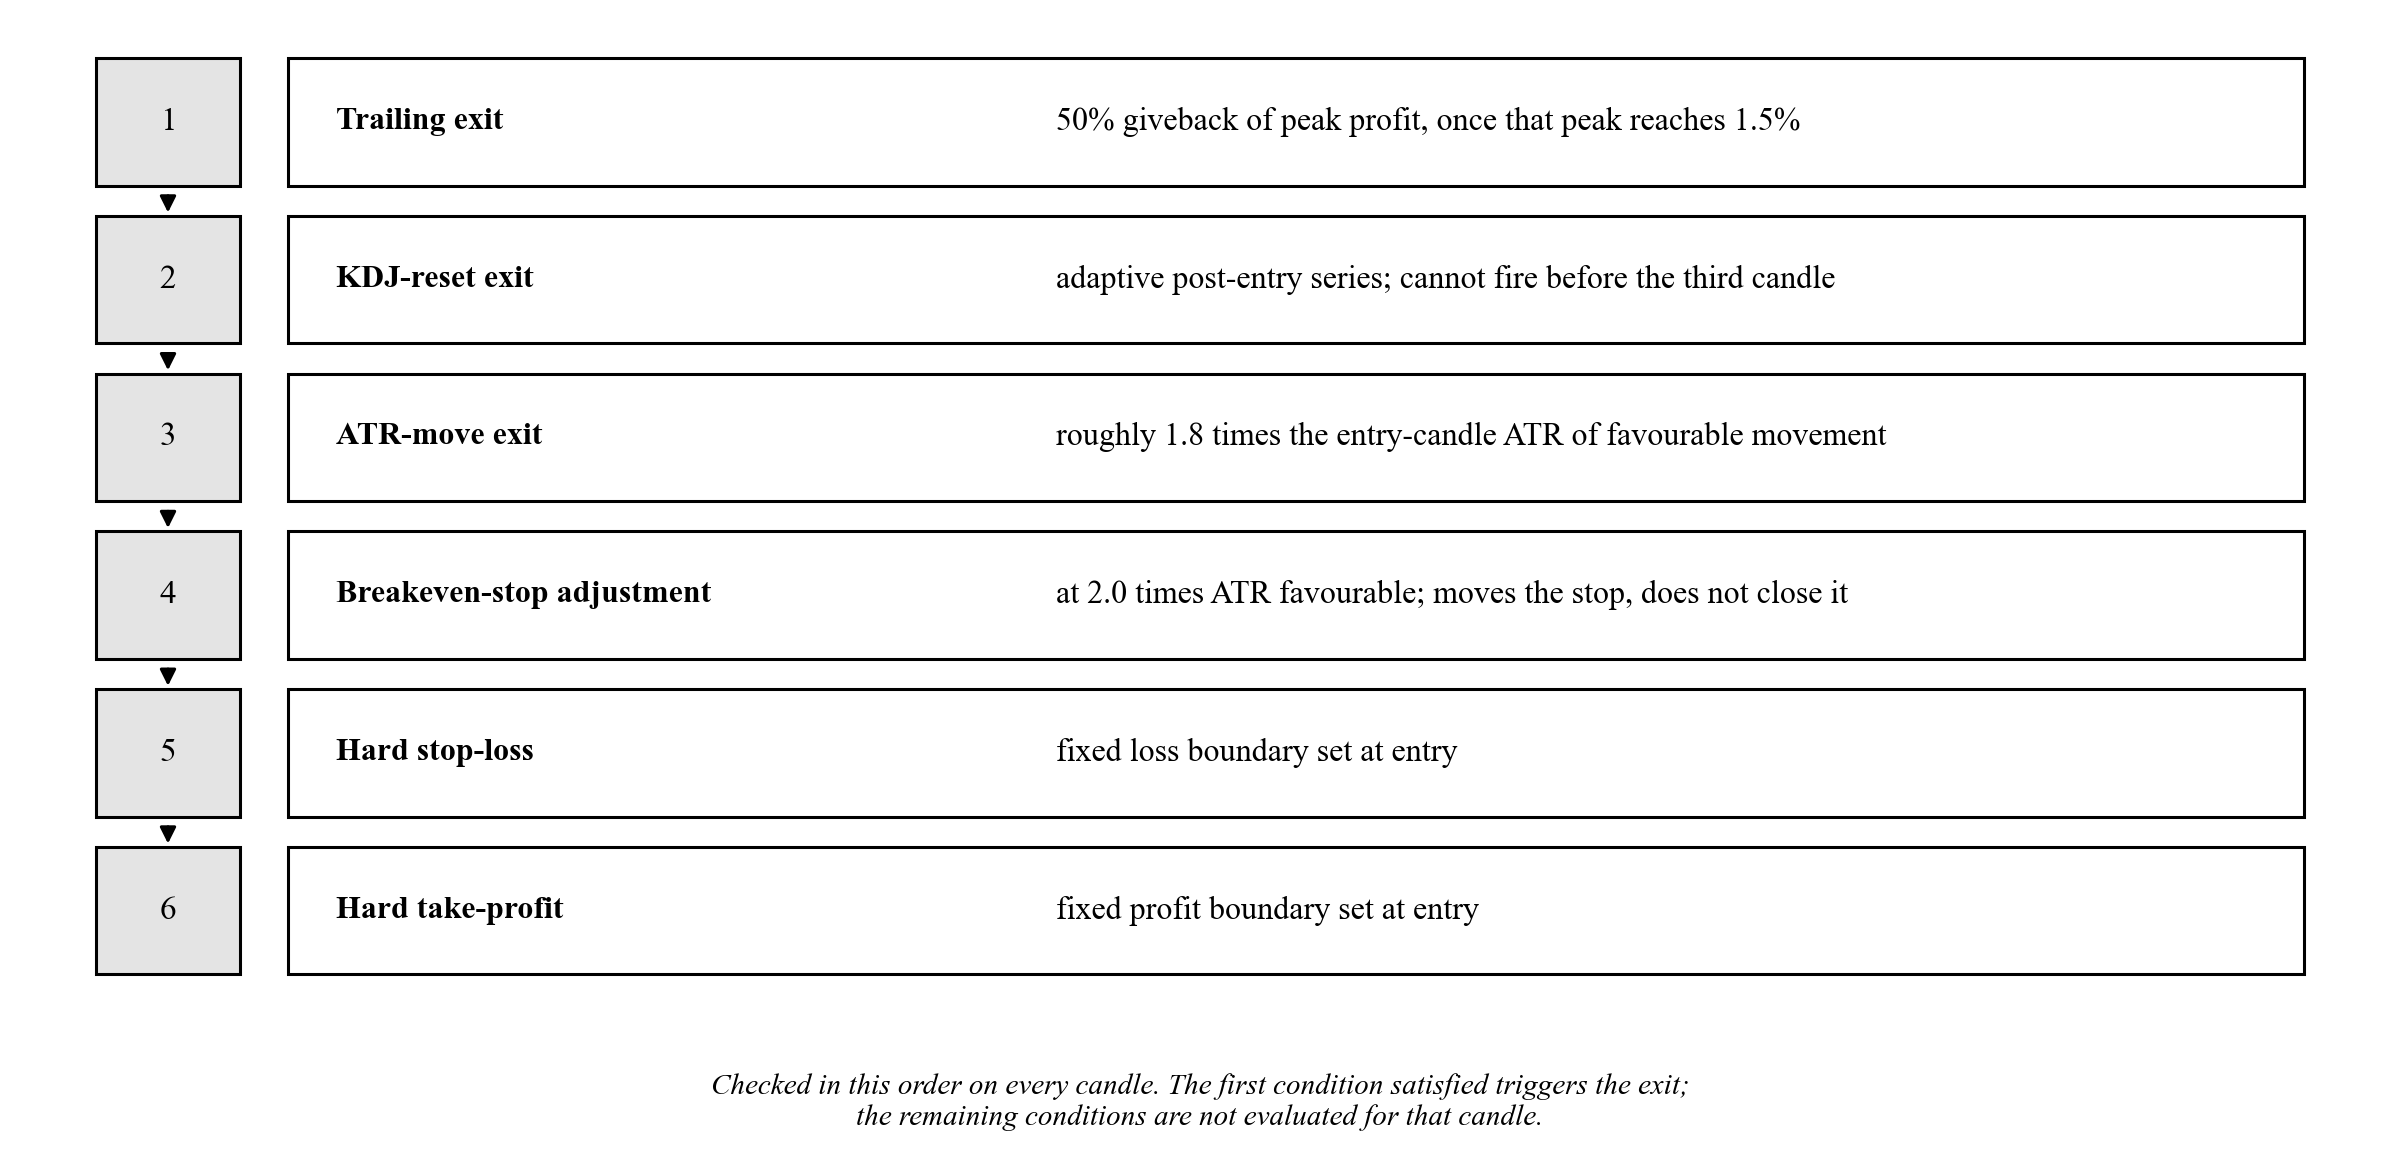 1
Trailing exit
50% giveback of peak profit, once that peak reaches 1.5%
2
KDJ-reset exit
adaptive post-entry series; cannot fire before the third candle
3
ATR-move exit
roughly 1.8 times the entry-candle ATR of favourable movement
4
Breakeven-stop adjustment
at 2.0 times ATR favourable; moves the stop, does not close it
5
Hard stop-loss
fixed loss boundary set at entry
6
Hard take-profit
fixed profit boundary set at entry
Checked in this order on every candle. The first condition satisfied triggers the exit;
the remaining conditions are not evaluated for that candle.